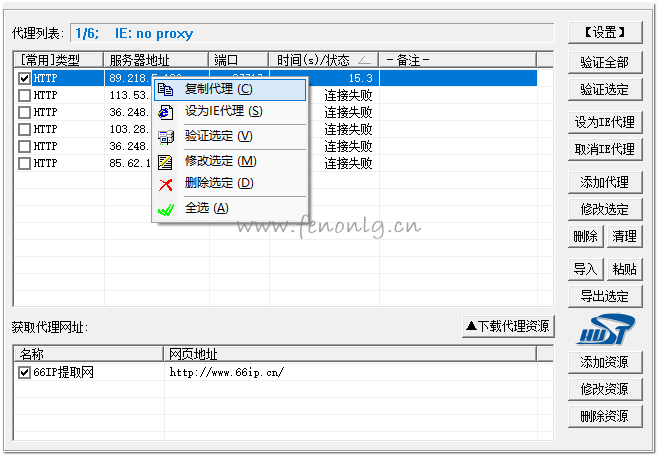 代理列表: 1/6; IE: no proxy
【设置】
[常用]类型 服务器地址 端口 时间(s)/状态 -备注-
HTTP 89.218. 15.3
HTTP 113.53. 连接失败
HTTP 36.248. 连接失败
HTTP 103.28. 连接失败
HTTP 36.248. 连接失败
HTTP 85.62.1 连接失败
复制代理 (C)
设为IE代理 (S)
验证选定 (V)
修改选定 (M)
删除选定 (D)
全选 (A)
www.fenonlg.cn
验证全部
验证选定
设为IE代理
取消IE代理
添加代理
修改选定
删除 清理
导入 粘贴
导出选定
获取代理网址: ▲下载代理资源
HUST
名称 网页地址
66IP提取网 http://www.66ip.cn/
添加资源
修改资源
删除资源